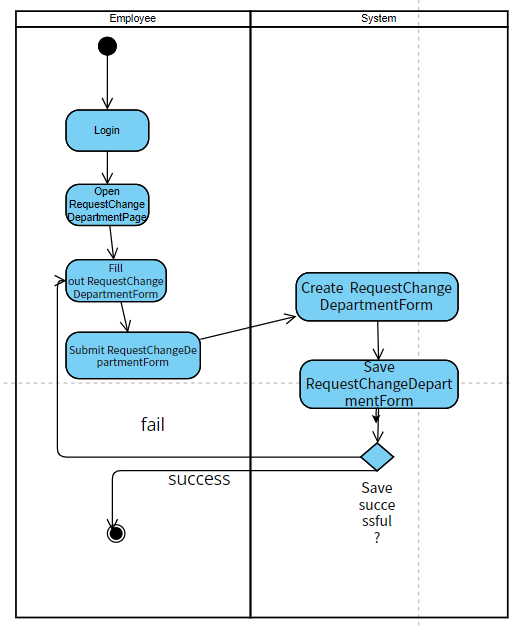 Employee
System
Login
Open
RequestChange
DepartmentPage
Fill
out RequestChange
DepartmentForm
Submit RequestChangeDe
partmentForm
Create RequestChange
DepartmentForm
Save
RequestChangeDepart
mentForm
fail
success
Save
succe
ssful
?